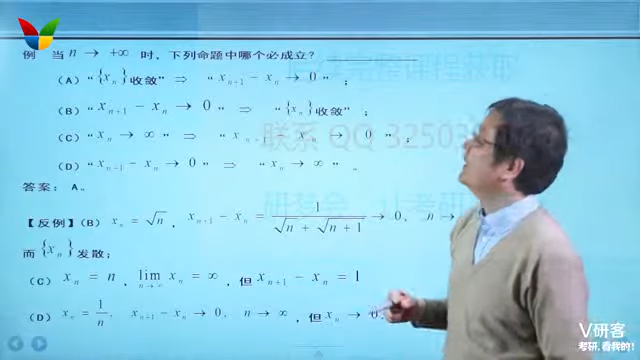 例 当 n → +∞ 时, 下列命题中哪个必成立?
(A) "{xₙ}收敛" ⇒ "xₙ₊₁ − xₙ → 0" ;
(B) "xₙ₊₁ − xₙ → 0" ⇒ "{xₙ}收敛" ;
(C) "xₙ → ∞" ⇒ "xₙ₊₁ − xₙ → 0" ;
(D) "xₙ₊₁ − xₙ → 0" ⇒ "xₙ → ∞" 。
答案: A。
【反例】(B) xₙ = √n , xₙ₊₁ − xₙ = 1/(√n + √(n + 1)) → 0, n →
而 {xₙ} 发散;
(C) xₙ = n , lim n→∞ xₙ = ∞ , 但 xₙ₊₁ − xₙ = 1
(D) xₙ = 1/n, xₙ₊₁ − xₙ → 0, n → ∞ , 但 xₙ → 0
联系 QQ
V研客
考研,看我的!